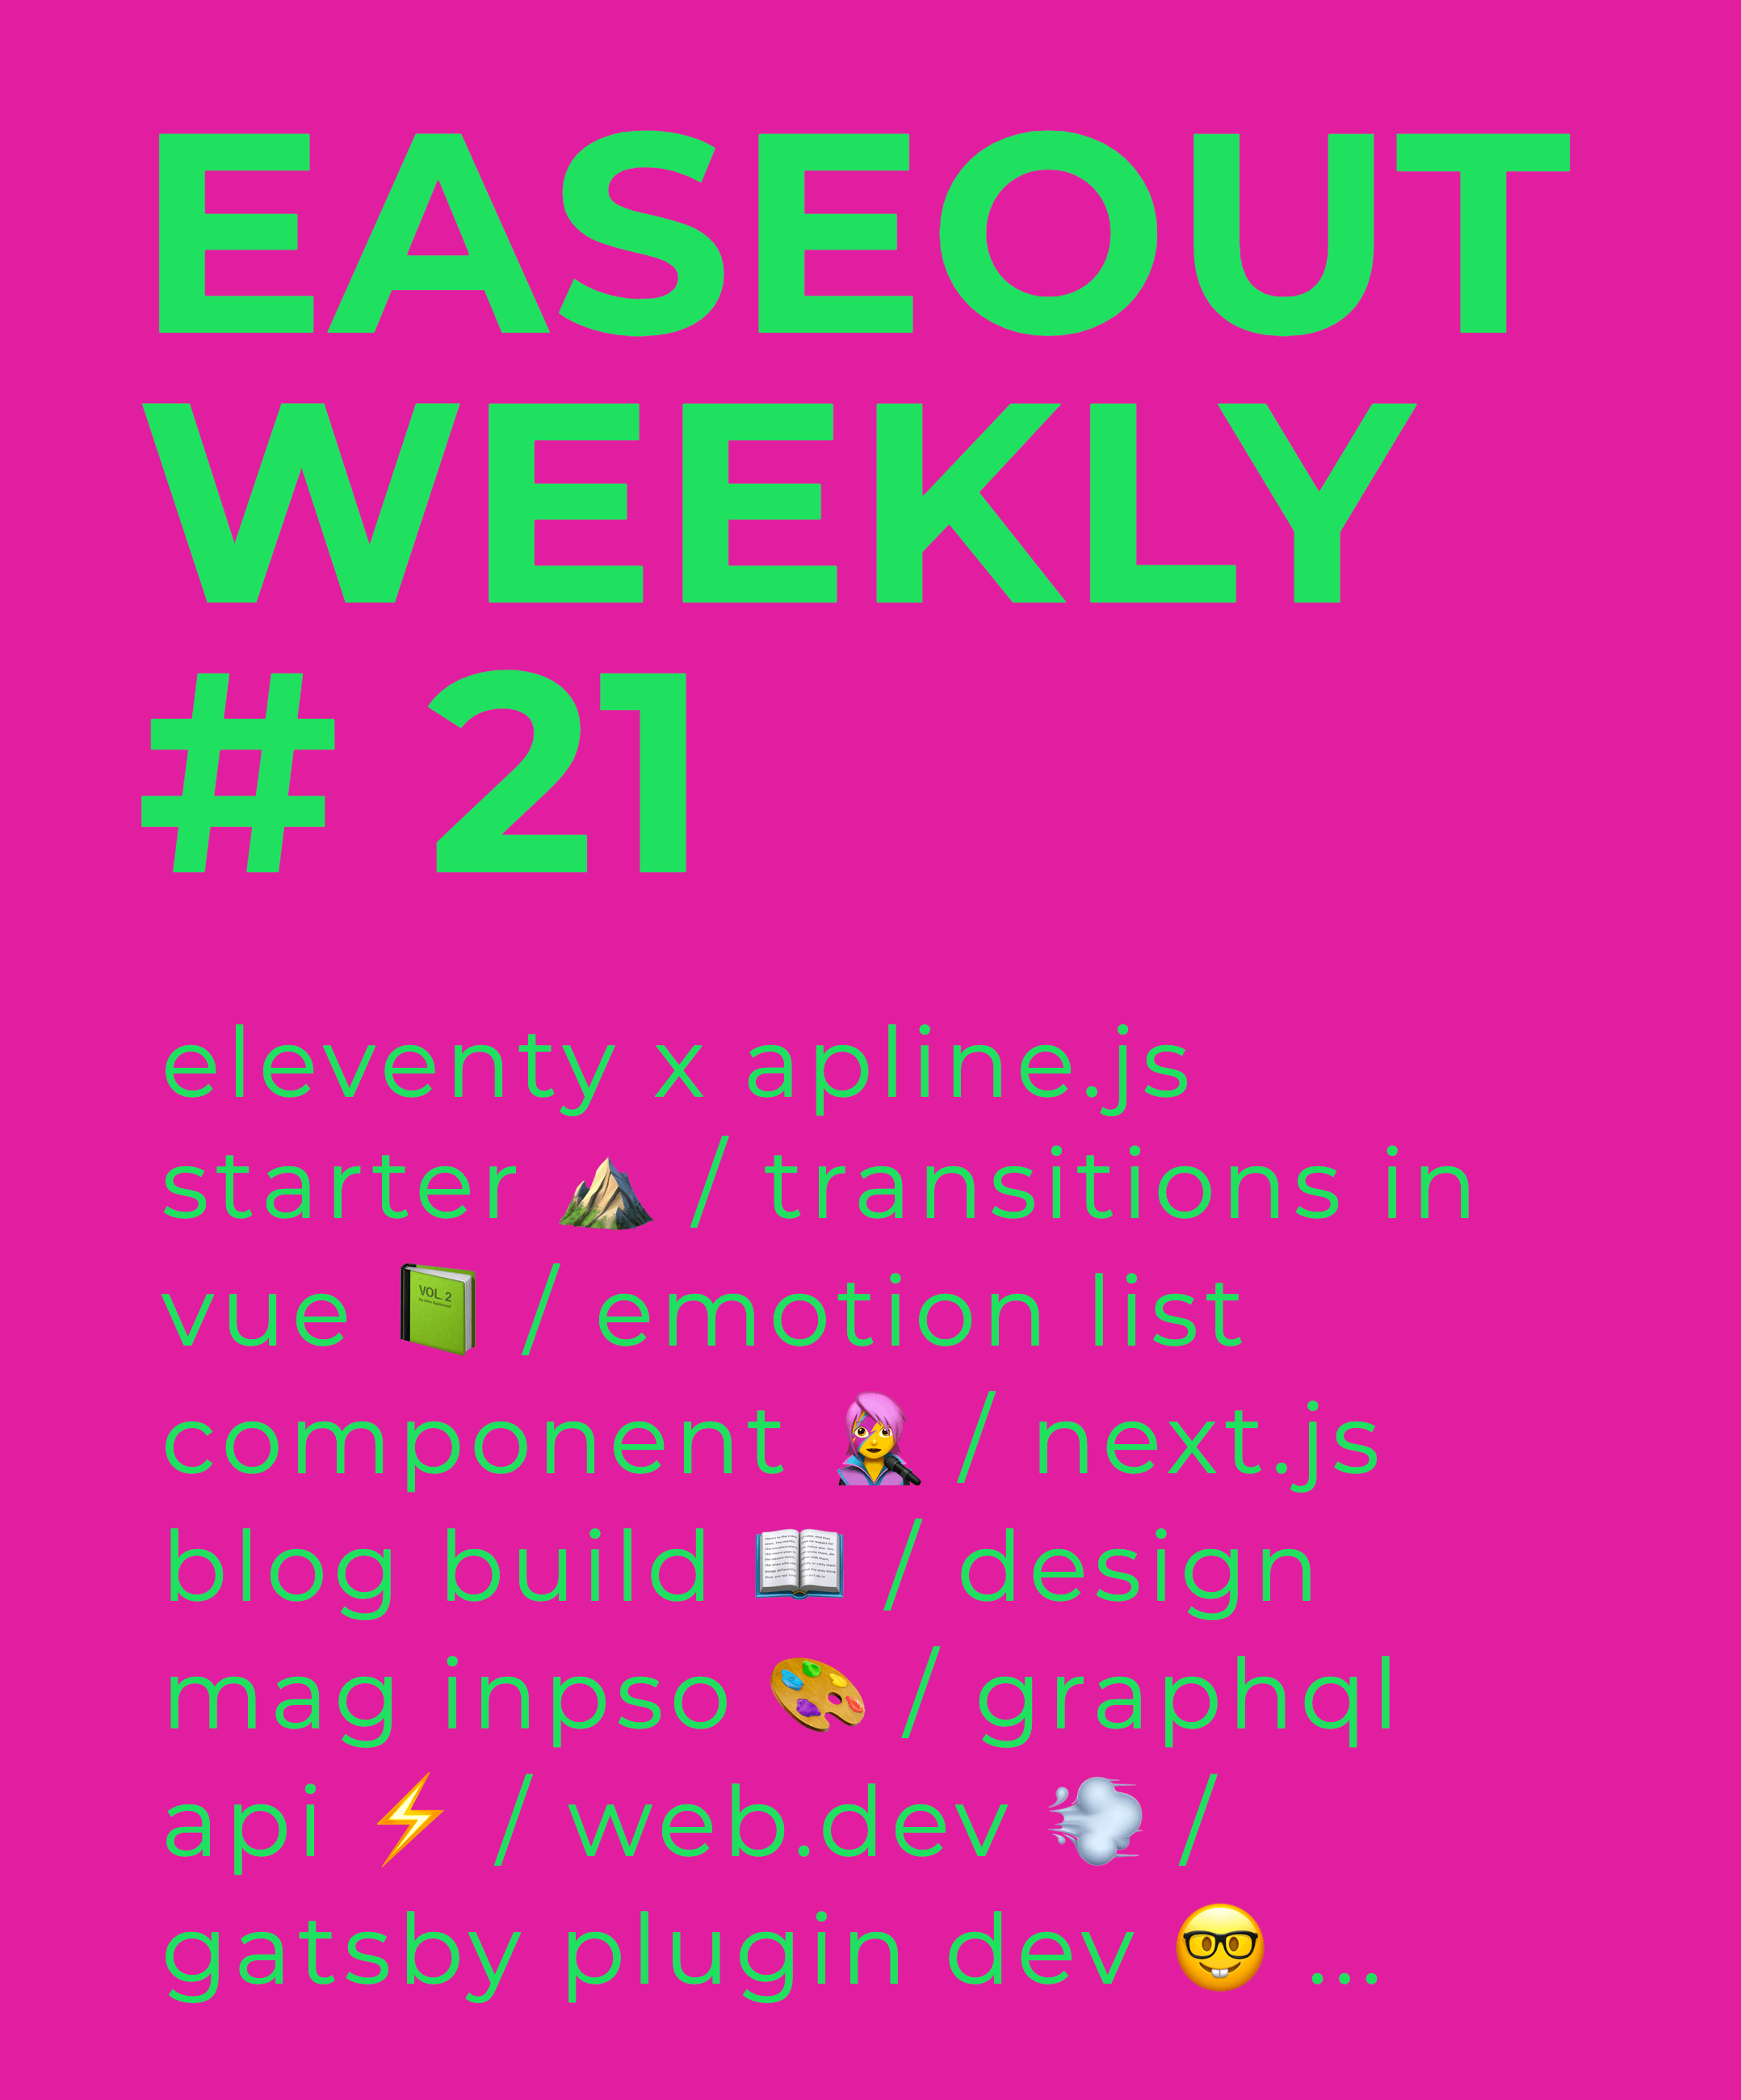 EASEOUT
WEEKLY
# 21
eleventy x apline.js
starter ⛰️ / transitions in
vue 📗 / emotion list
component 👩‍🎤 / next.js
blog build 📖 / design
mag inpso 🎨 / graphql
api ⚡ / web.dev 💨 /
gatsby plugin dev 🤓 ...